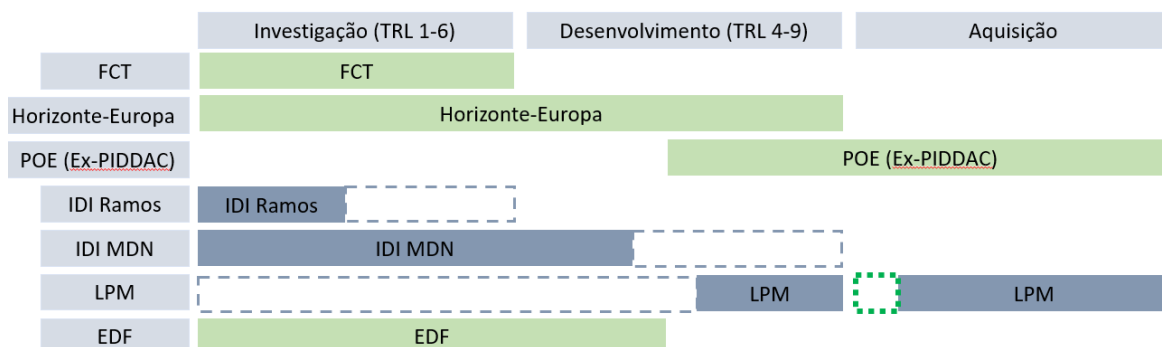 Investigação (TRL 1-6) Desenvolvimento (TRL 4-9) Aquisição
FCT FCT
Horizonte-Europa Horizonte-Europa
POE (Ex-PIDDAC) POE (Ex-PIDDAC)
IDI Ramos IDI Ramos
IDI MDN IDI MDN
LPM LPM LPM
EDF EDF